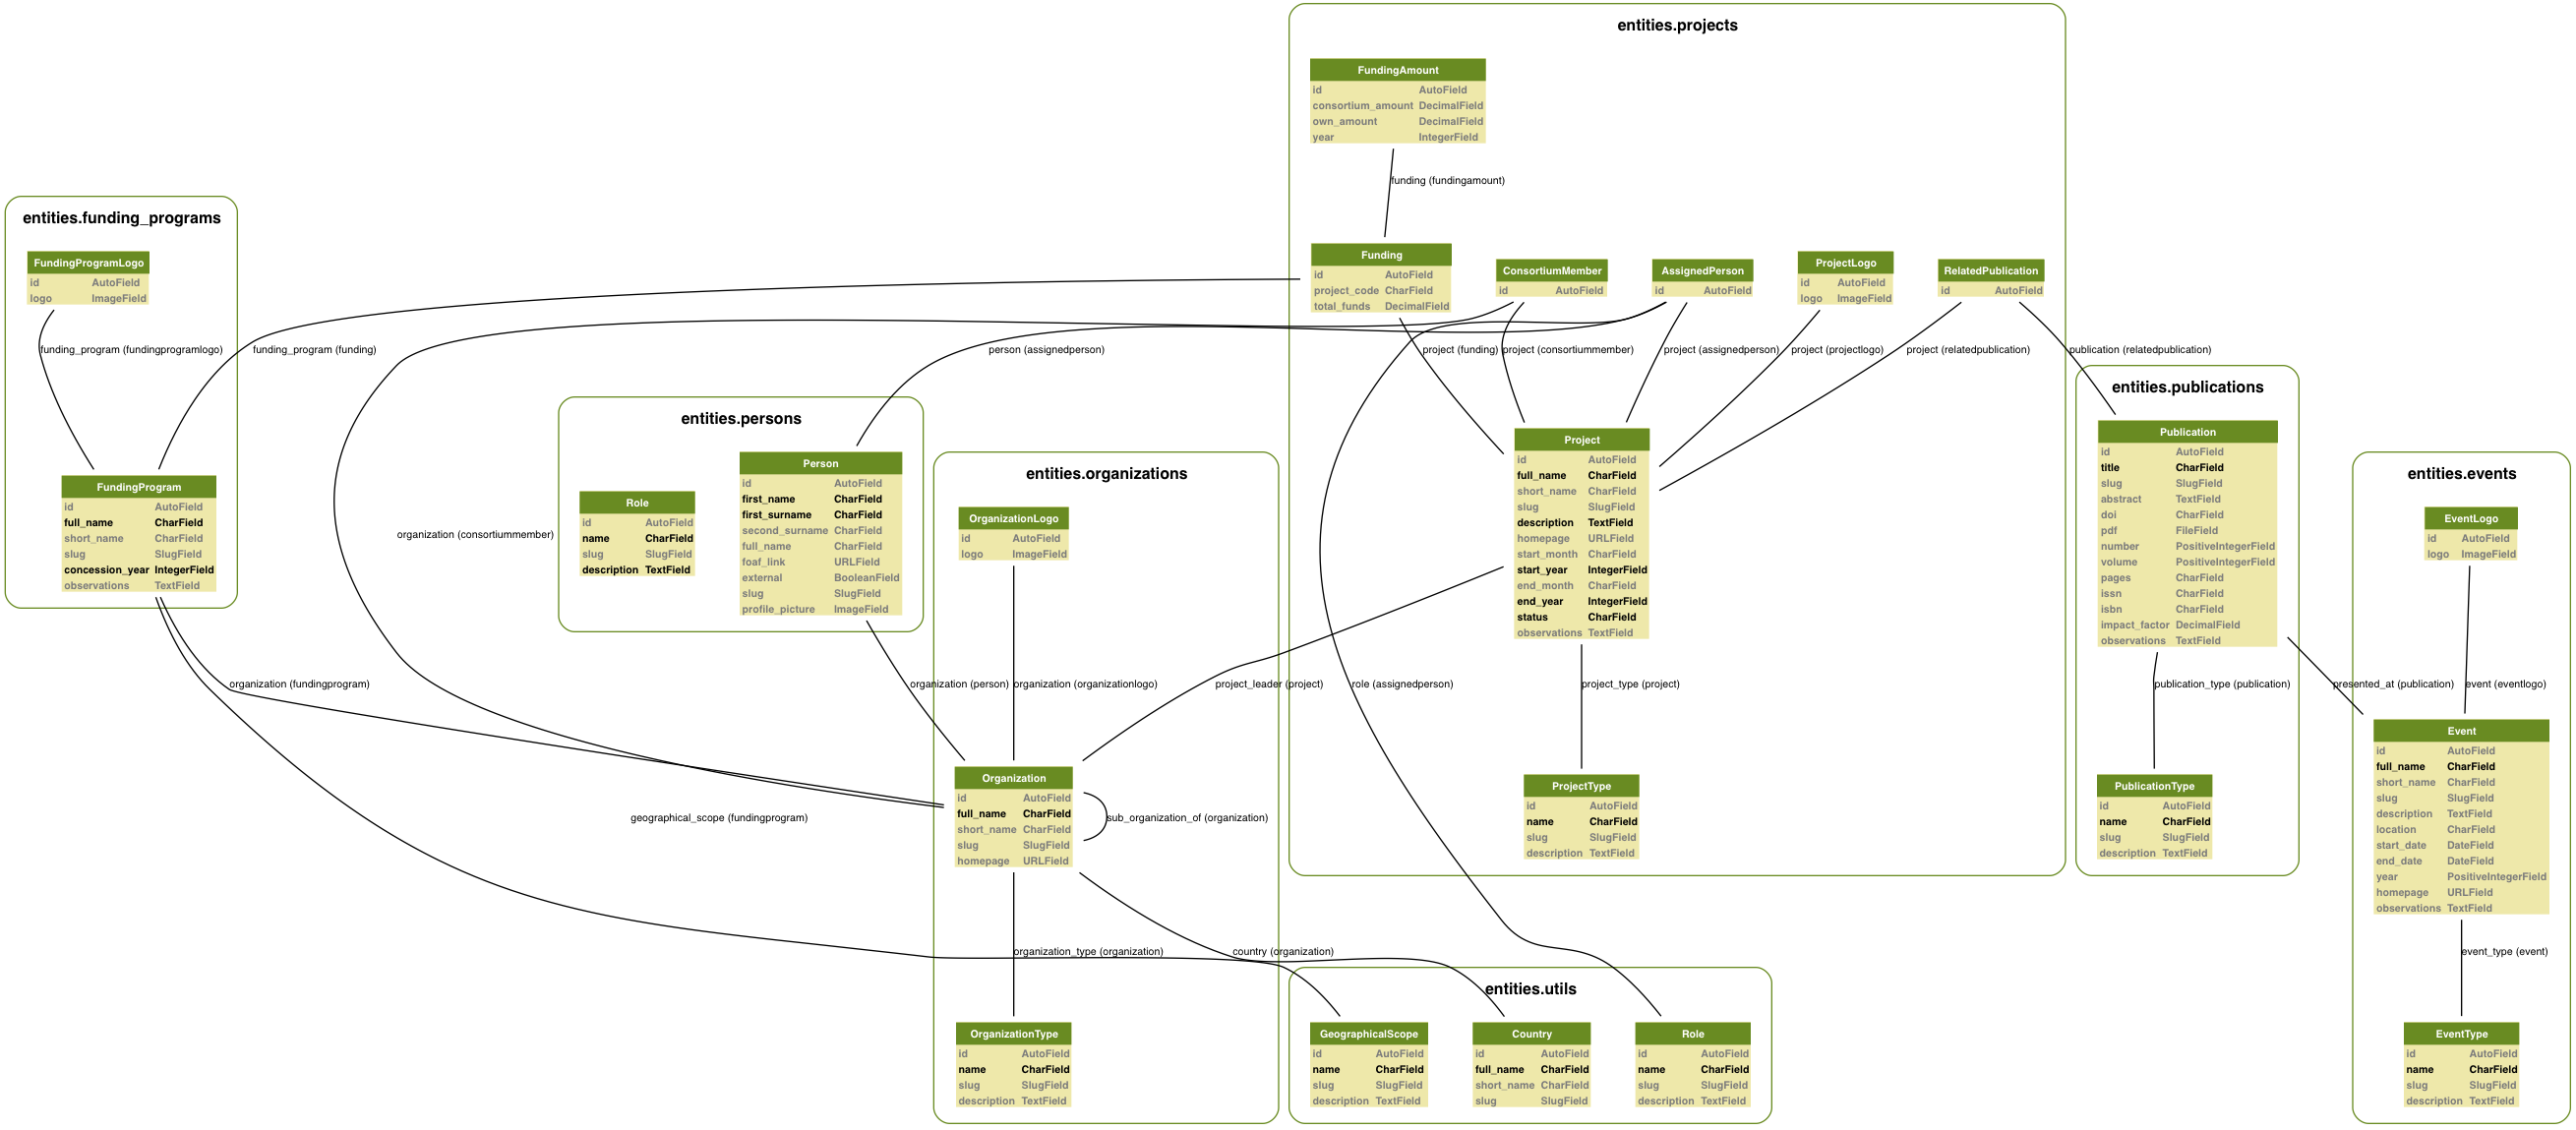 entities.projects
FundingAmount
id AutoField
consortium_amount DecimalField
own_amount DecimalField
year IntegerField
funding (fundingamount)
Funding
id AutoField
project_code CharField
total_funds DecimalField
ConsortiumMember
id AutoField
AssignedPerson
id AutoField
ProjectLogo
id AutoField
logo ImageField
RelatedPublication
id AutoField
project (funding)
project (consortiummember)
project (assignedperson)
project (projectlogo)
project (relatedpublication)
publication (relatedpublication)
Project
id AutoField
full_name CharField
short_name CharField
slug SlugField
description TextField
homepage URLField
start_month CharField
start_year IntegerField
end_month CharField
end_year IntegerField
status CharField
observations TextField
project_leader (project)
role (assignedperson)
project_type (project)
ProjectType
id AutoField
name CharField
slug SlugField
description TextField
entities.funding_programs
FundingProgramLogo
id AutoField
logo ImageField
funding_program (fundingprogramlogo)
funding_program (funding)
FundingProgram
id AutoField
full_name CharField
short_name CharField
slug SlugField
concession_year IntegerField
observations TextField
organization (fundingprogram)
geographical_scope (fundingprogram)
person (assignedperson)
organization (consortiummember)
entities.persons
Role
id AutoField
name CharField
slug SlugField
description TextField
Person
id AutoField
first_name CharField
first_surname CharField
second_surname CharField
full_name CharField
foaf_link URLField
external BooleanField
slug SlugField
profile_picture ImageField
organization (person)
entities.organizations
OrganizationLogo
id AutoField
logo ImageField
organization (organizationlogo)
Organization
id AutoField
full_name CharField
short_name CharField
slug SlugField
homepage URLField
sub_organization_of (organization)
organization_type (organization)
country (organization)
OrganizationType
id AutoField
name CharField
slug SlugField
description TextField
entities.utils
GeographicalScope
id AutoField
name CharField
slug SlugField
description TextField
Country
id AutoField
full_name CharField
short_name CharField
slug SlugField
Role
id AutoField
name CharField
slug SlugField
description TextField
entities.publications
Publication
id AutoField
title CharField
slug SlugField
abstract TextField
doi CharField
pdf FileField
number PositiveIntegerField
volume PositiveIntegerField
pages CharField
issn CharField
isbn CharField
impact_factor DecimalField
observations TextField
publication_type (publication)
presented_at (publication)
PublicationType
id AutoField
name CharField
slug SlugField
description TextField
entities.events
EventLogo
id AutoField
logo ImageField
event (eventlogo)
Event
id AutoField
full_name CharField
short_name CharField
slug SlugField
description TextField
location CharField
start_date DateField
end_date DateField
year PositiveIntegerField
homepage URLField
observations TextField
event_type (event)
EventType
id AutoField
name CharField
slug SlugField
description TextField